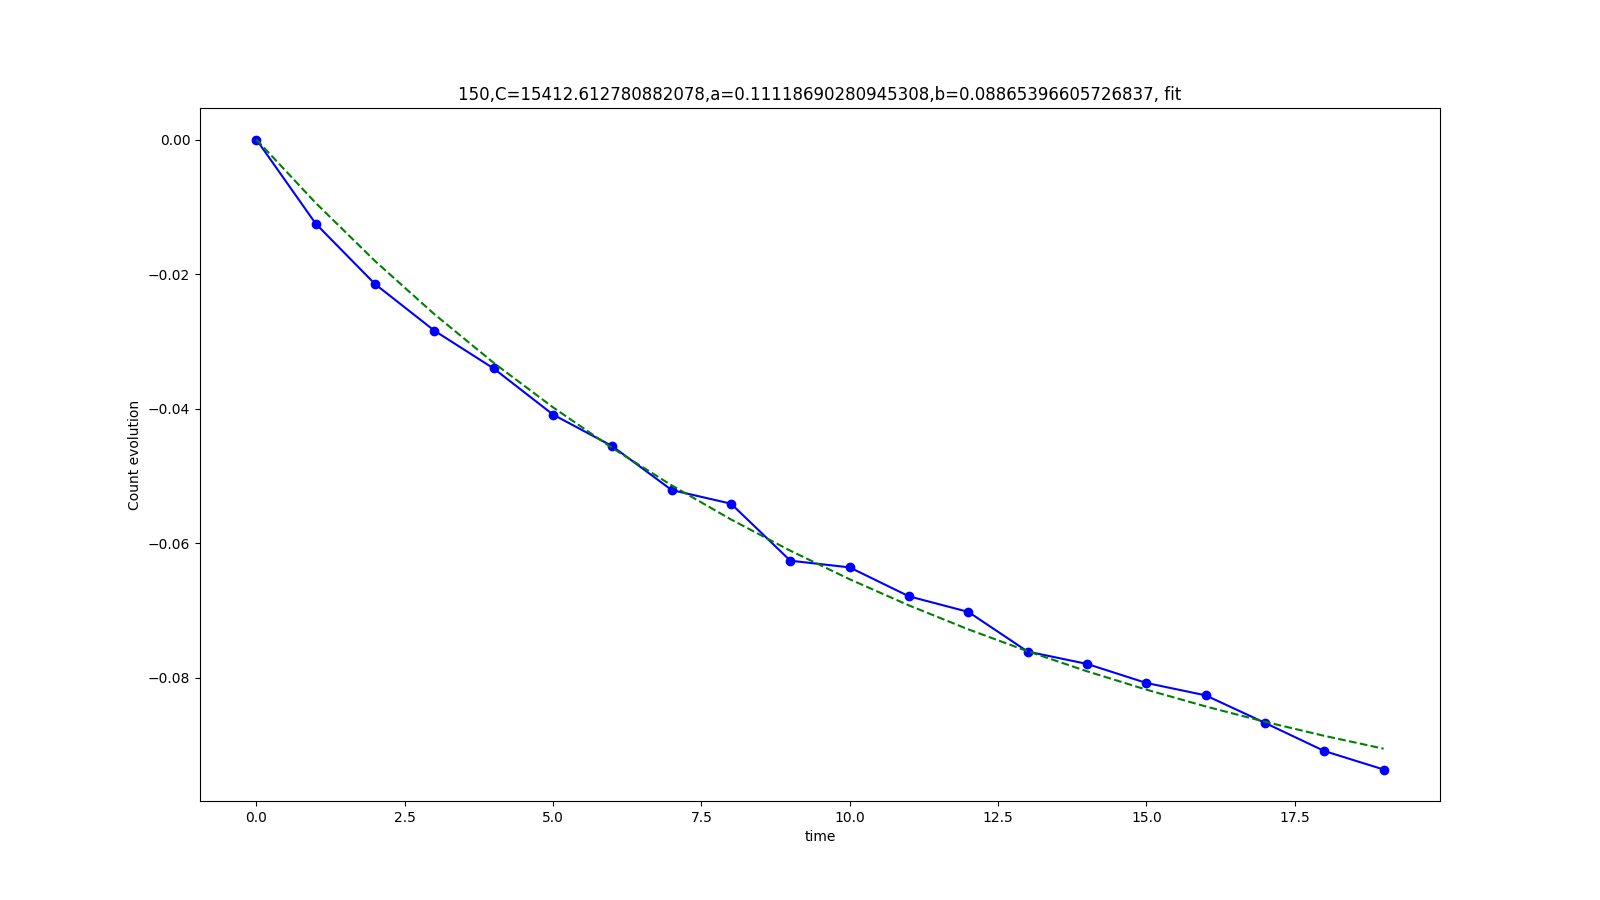 150,C=15412.612780882078,a=0.11118690280945308,b=0.08865396605726837, fit
0.00
−0.02
−0.04
−0.06
−0.08
Count evolution
0.0 2.5 5.0 7.5 10.0 12.5 15.0 17.5
time